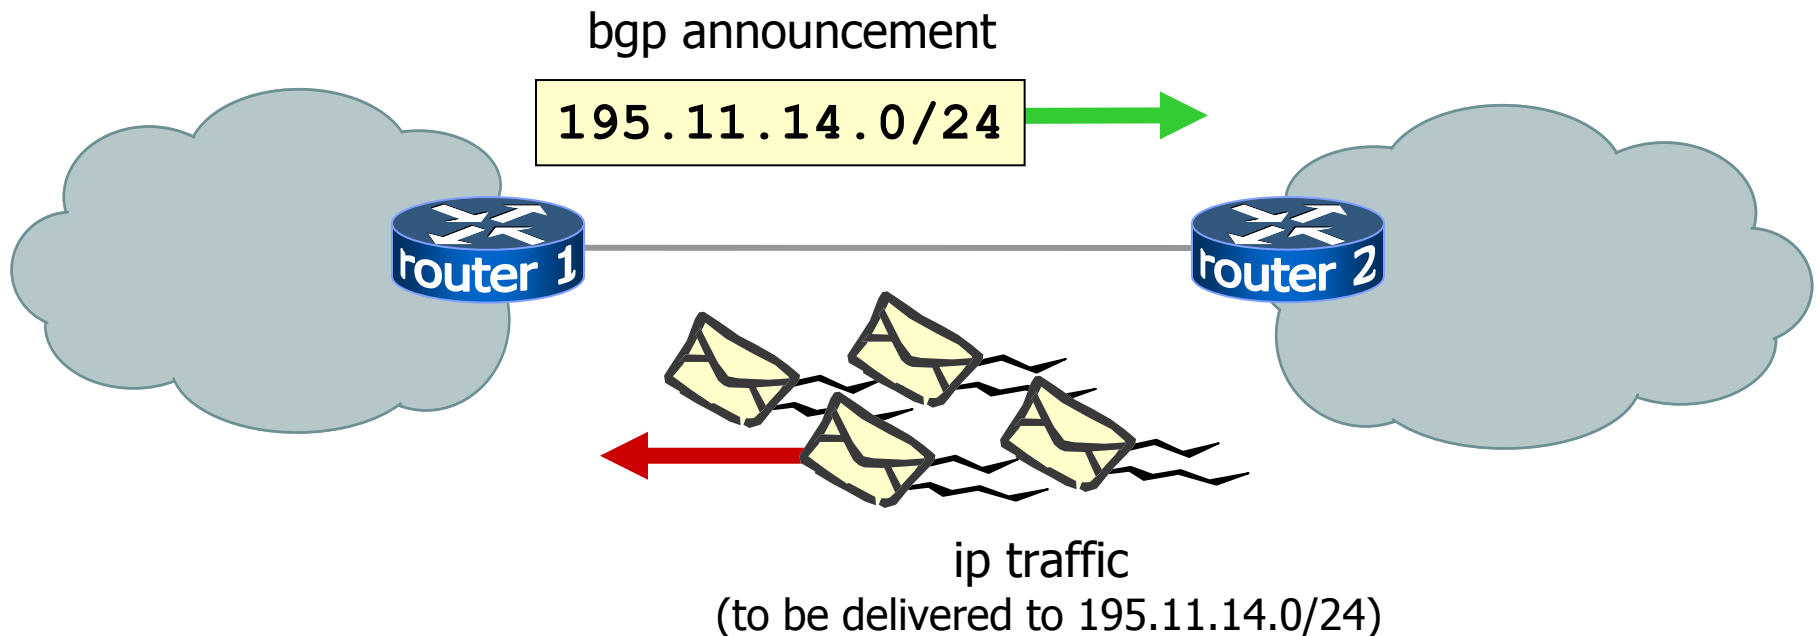 bgp announcement
195.11.14.0/24
router 1
router 2
ip traffic
(to be delivered to 195.11.14.0/24)